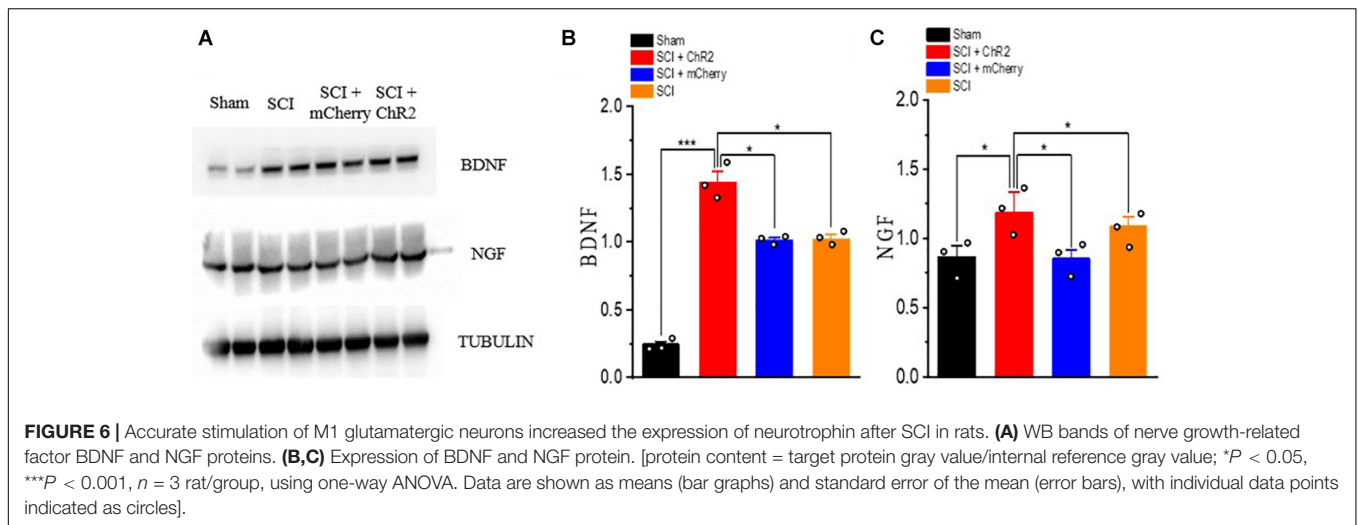 A
Sham
SCI
SCI +
mCherry
SCI +
ChR2
BDNF
NGF
TUBULIN
B
Sham
SCI + ChR2
SCI + mCherry
SCI
BDNF
2.0
1.5
1.0
0.5
0.0
***
*
*
C
Sham
SCI + ChR2
SCI + mCherry
SCI
NGF
2.0
1.5
1.0
0.5
0.0
*
*
*
FIGURE 6 | Accurate stimulation of M1 glutamatergic neurons increased the expression of neurotrophin after SCI in rats. (A) WB bands of nerve growth-related
factor BDNF and NGF proteins. (B,C) Expression of BDNF and NGF protein. [protein content = target protein gray value/internal reference gray value; *P < 0.05,
***P < 0.001, n = 3 rat/group, using one-way ANOVA. Data are shown as means (bar graphs) and standard error of the mean (error bars), with individual data points
indicated as circles].